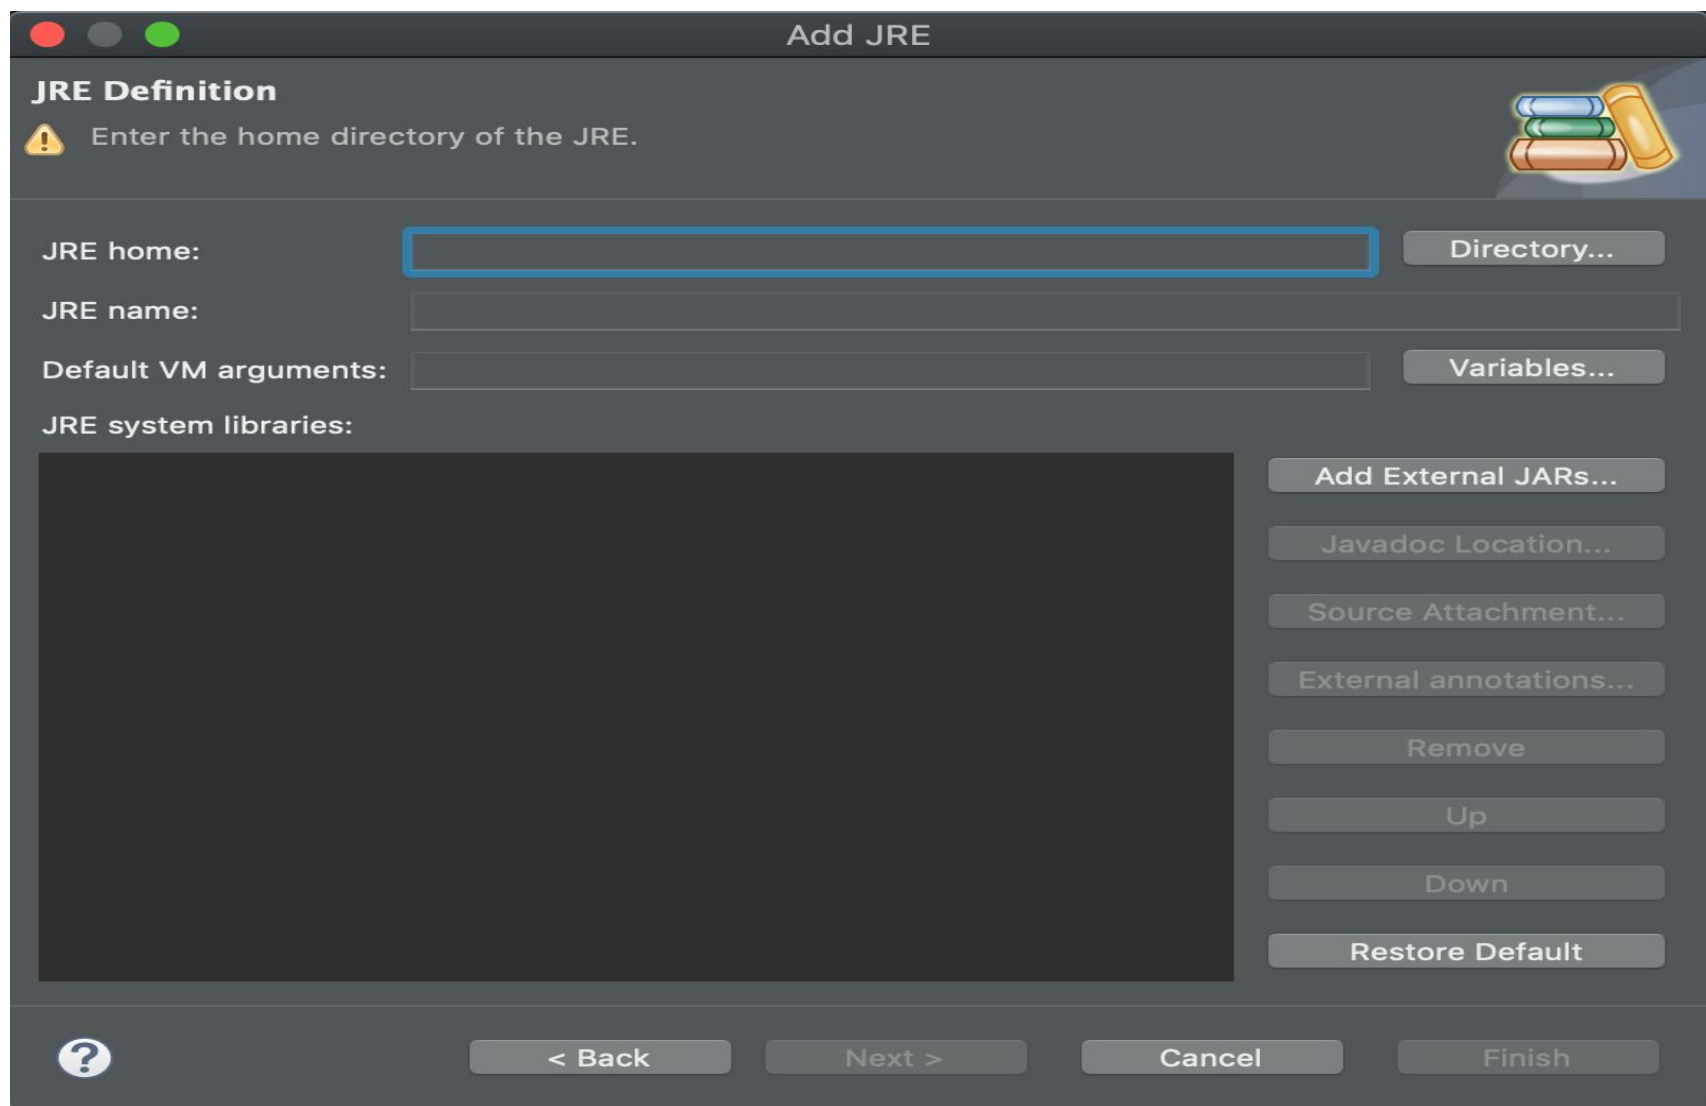 Add JRE
JRE Definition
Enter the home directory of the JRE.
JRE home:
Directory...
JRE name:
Default VM arguments:
Variables...
JRE system libraries:
Add External JARs...
Javadoc Location...
Source Attachment...
External annotations...
Remove
Up
Down
Restore Default
? < Back Next > Cancel Finish